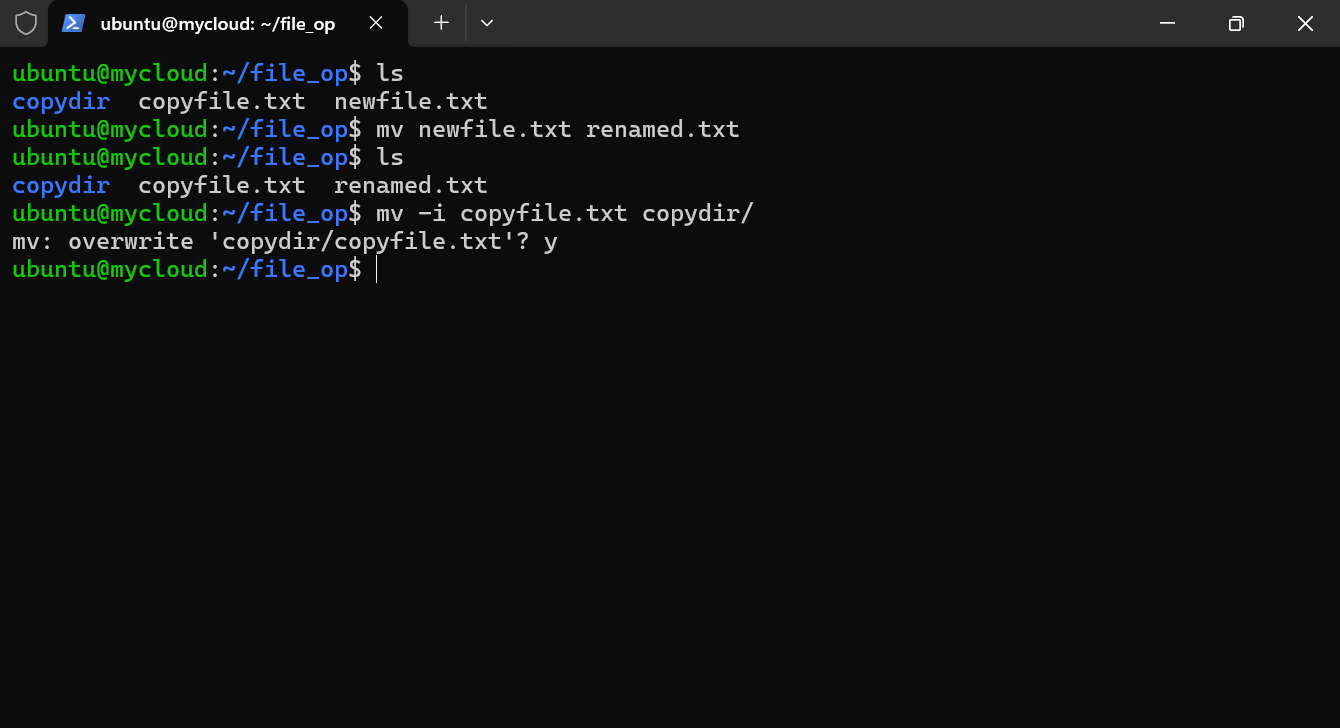 ubuntu@mycloud: ~/file_op
ubuntu@mycloud:~/file_op$ ls
copydir  copyfile.txt  newfile.txt
ubuntu@mycloud:~/file_op$ mv newfile.txt renamed.txt
ubuntu@mycloud:~/file_op$ ls
copydir  copyfile.txt  renamed.txt
ubuntu@mycloud:~/file_op$ mv -i copyfile.txt copydir/
mv: overwrite 'copydir/copyfile.txt'? y
ubuntu@mycloud:~/file_op$